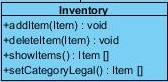 Inventory
+addItem(Item) : void
+deleteItem(Item) : void
+showItems() : Item []
+setCategoryLegal() : Item []